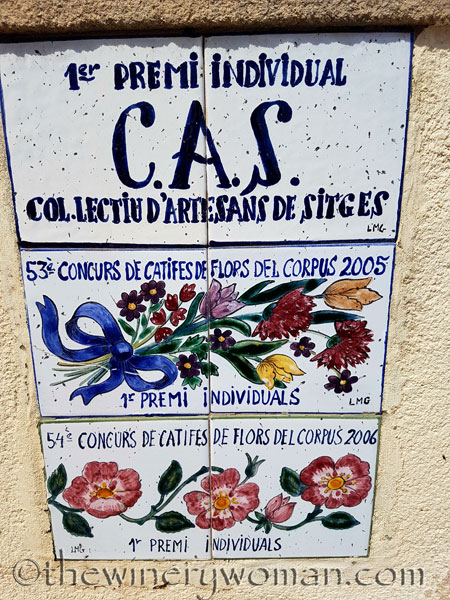 1er PREMI INDIVIDUAL
C.A.S.
COL.LECTIU D'ARTESANS DE SITGES
LMG
53è CONCURS DE CATIFES DE FLORS DEL CORPUS 2005
1r PREMI INDIVIDUALS
LMG
54è CONCURS DE CATIFES DE FLORS DEL CORPUS 2006
LMG
1r PREMI INDIVIDUALS
©thewinerywoman.com